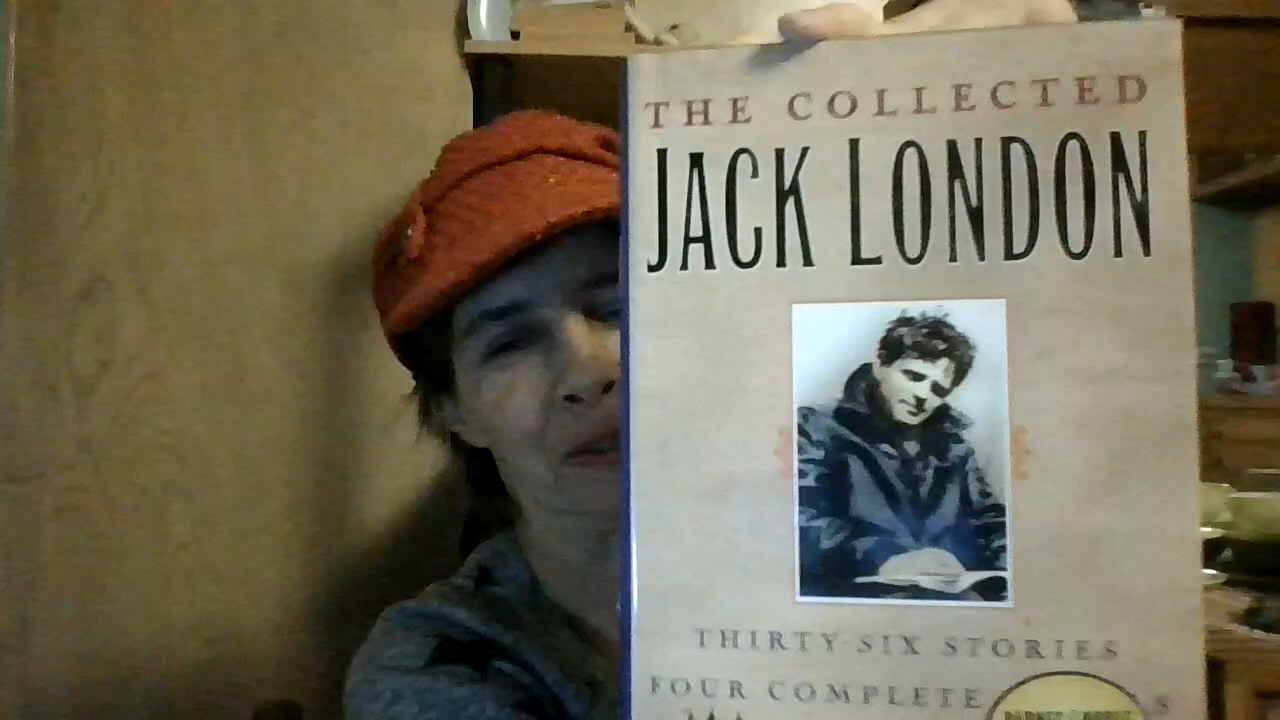 THE COLLECTED
JACK LONDON
THIRTY-SIX STORIES
FOUR COMPLETE